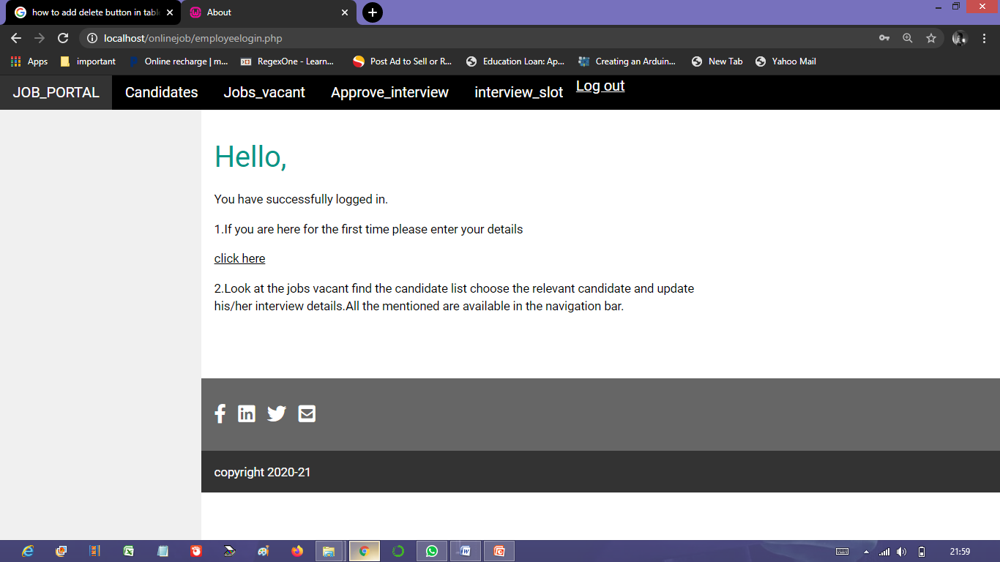 how to add delete button in tabl
About
localhost/onlinejob/employeelogin.php
Apps
important
Online recharge | m...
RegexOne - Learn...
Post Ad to Sell or R...
Education Loan: Ap...
Creating an Arduin...
New Tab
Yahoo Mail
JOB_PORTAL
Candidates
Jobs_vacant
Approve_interview
interview_slot
Log out
Hello,
You have successfully logged in.
1.If you are here for the first time please enter your details
click here
2.Look at the jobs vacant find the candidate list choose the relevant candidate and update
his/her interview details.All the mentioned are available in the navigation bar.
copyright 2020-21
21:59